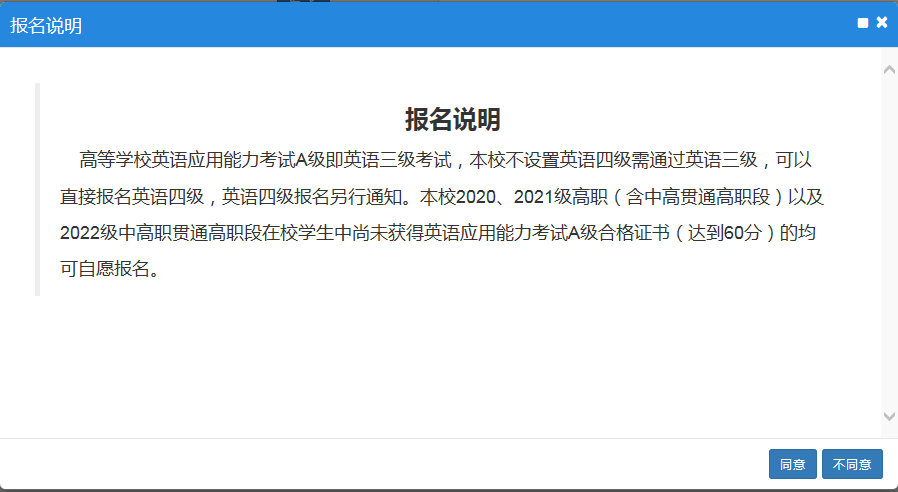 报名说明
报名说明
高等学校英语应用能力考试A级即英语三级考试，本校不设置英语四级需通过英语三级，可以
直接报名英语四级，英语四级报名另行通知。本校2020、2021级高职（含中高贯通高职段）以及
2022级中高职贯通高职段在校学生中尚未获得英语应用能力考试A级合格证书（达到60分）的均
可自愿报名。
同意 不同意